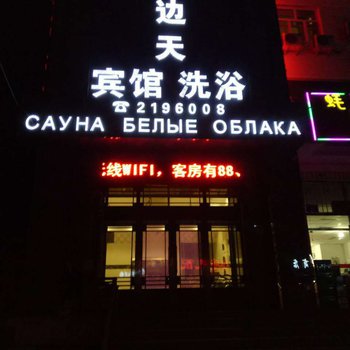 边
天
宾馆 洗浴
☎2196008
САУНА БЕЛЫЕ ОБЛАКА
线WIFI，客房有88、